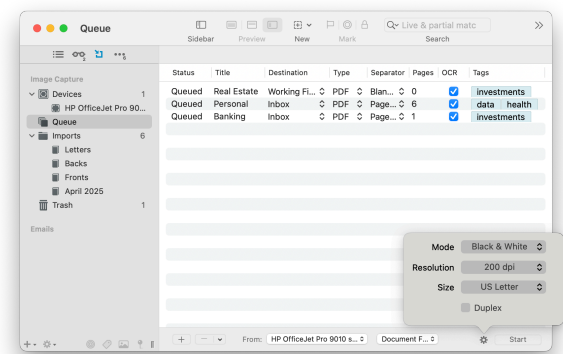 Queue
Live & partial matc
Sidebar Preview New Mark Search
Image Capture
Devices 1
HP OfficeJet Pro 90...
Queue
Imports 6
Letters
Backs
Fronts
April 2025
Trash 1
Emails
Status Title Destination Type Separator Pages OCR Tags
Queued Real Estate Working Fi... PDF Blan... 0 investments
Queued Personal Inbox PDF Page... 6 data health
Queued Banking Inbox PDF Page... 1 investments
Mode Black & White
Resolution 200 dpi
Size US Letter
Duplex
From: HP OfficeJet Pro 9010 s... Document F... Start